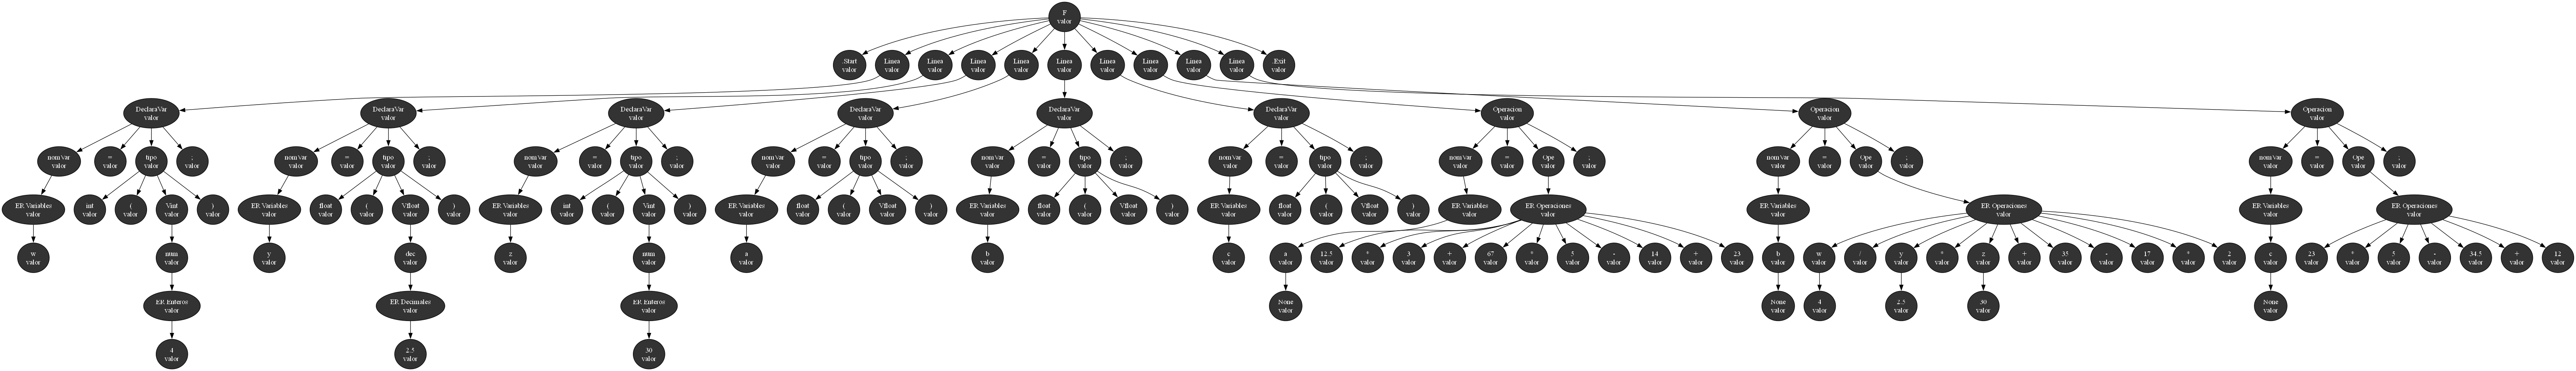 F
valor
.Start
valor
Linea
valor
Linea
valor
Linea
valor
Linea
valor
Linea
valor
Linea
valor
Linea
valor
Linea
valor
Linea
valor
.Exit
valor
DeclaraVar
valor
DeclaraVar
valor
DeclaraVar
valor
DeclaraVar
valor
DeclaraVar
valor
DeclaraVar
valor
Operacion
valor
Operacion
valor
Operacion
valor
nomVar
valor
=
valor
tipo
valor
;
valor
nomVar
valor
=
valor
tipo
valor
;
valor
nomVar
valor
=
valor
tipo
valor
;
valor
nomVar
valor
=
valor
tipo
valor
;
valor
nomVar
valor
=
valor
tipo
valor
;
valor
nomVar
valor
=
valor
tipo
valor
;
valor
nomVar
valor
=
valor
Ope
valor
;
valor
nomVar
valor
=
valor
Ope
valor
;
valor
nomVar
valor
=
valor
Ope
valor
;
valor
ER Variables
valor
int
valor
(
valor
Vint
valor
)
valor
ER Variables
valor
float
valor
(
valor
Vfloat
valor
)
valor
ER Variables
valor
int
valor
(
valor
Vint
valor
)
valor
ER Variables
valor
float
valor
(
valor
Vfloat
valor
)
valor
ER Variables
valor
float
valor
(
valor
Vfloat
valor
)
valor
ER Variables
valor
float
valor
(
valor
Vfloat
valor
)
valor
ER Variables
valor
ER Operaciones
valor
ER Variables
valor
ER Operaciones
valor
ER Variables
valor
ER Operaciones
valor
w
valor
num
valor
y
valor
dec
valor
z
valor
num
valor
a
valor
b
valor
c
valor
a
valor
12.5
valor
*
valor
3
valor
+
valor
67
valor
*
valor
5
valor
-
valor
14
valor
+
valor
23
valor
b
valor
w
valor
/
valor
y
valor
*
valor
z
valor
+
valor
35
valor
-
valor
17
valor
*
valor
2
valor
c
valor
23
valor
*
valor
5
valor
-
valor
34.5
valor
+
valor
12
valor
ER Enteros
valor
ER Decimales
valor
ER Enteros
valor
None
valor
None
valor
4
valor
2.5
valor
30
valor
None
valor
4
valor
2.5
valor
30
valor